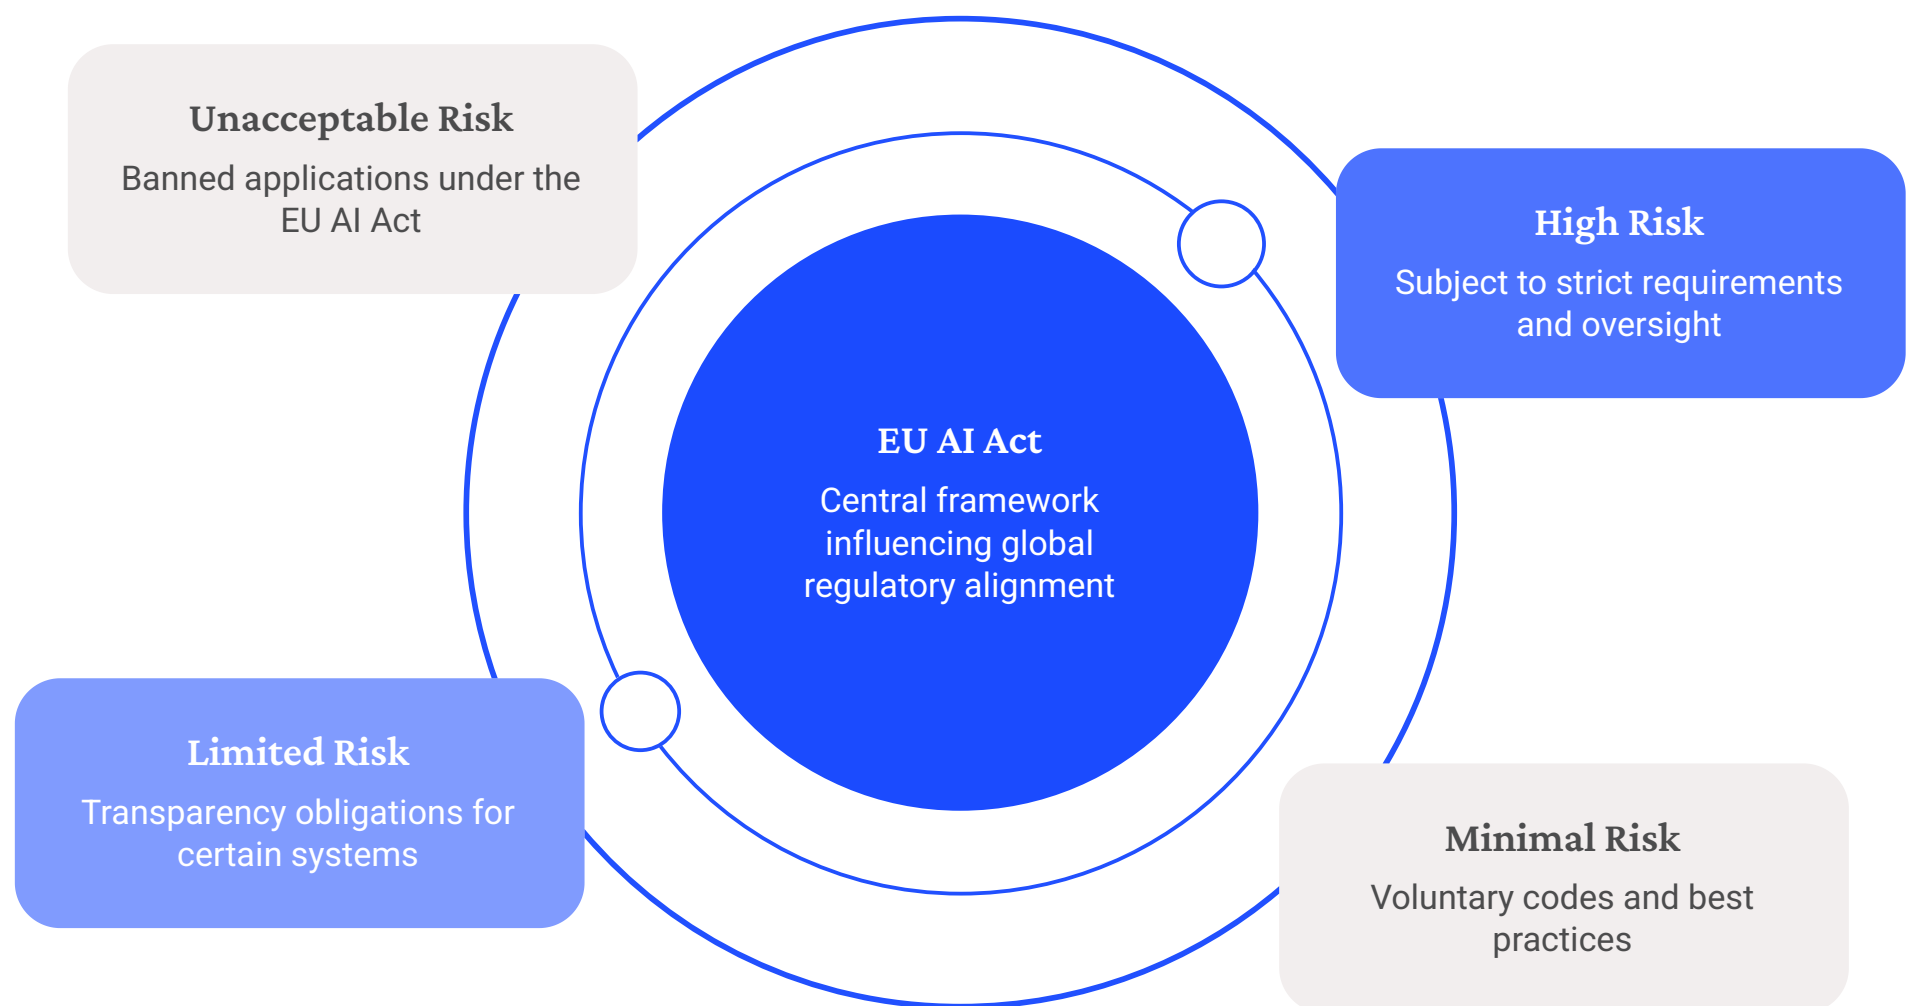 Unacceptable Risk
Banned applications under the
EU AI Act
High Risk
Subject to strict requirements
and oversight
EU AI Act
Central framework
influencing global
regulatory alignment
Limited Risk
Transparency obligations for
certain systems
Minimal Risk
Voluntary codes and best
practices